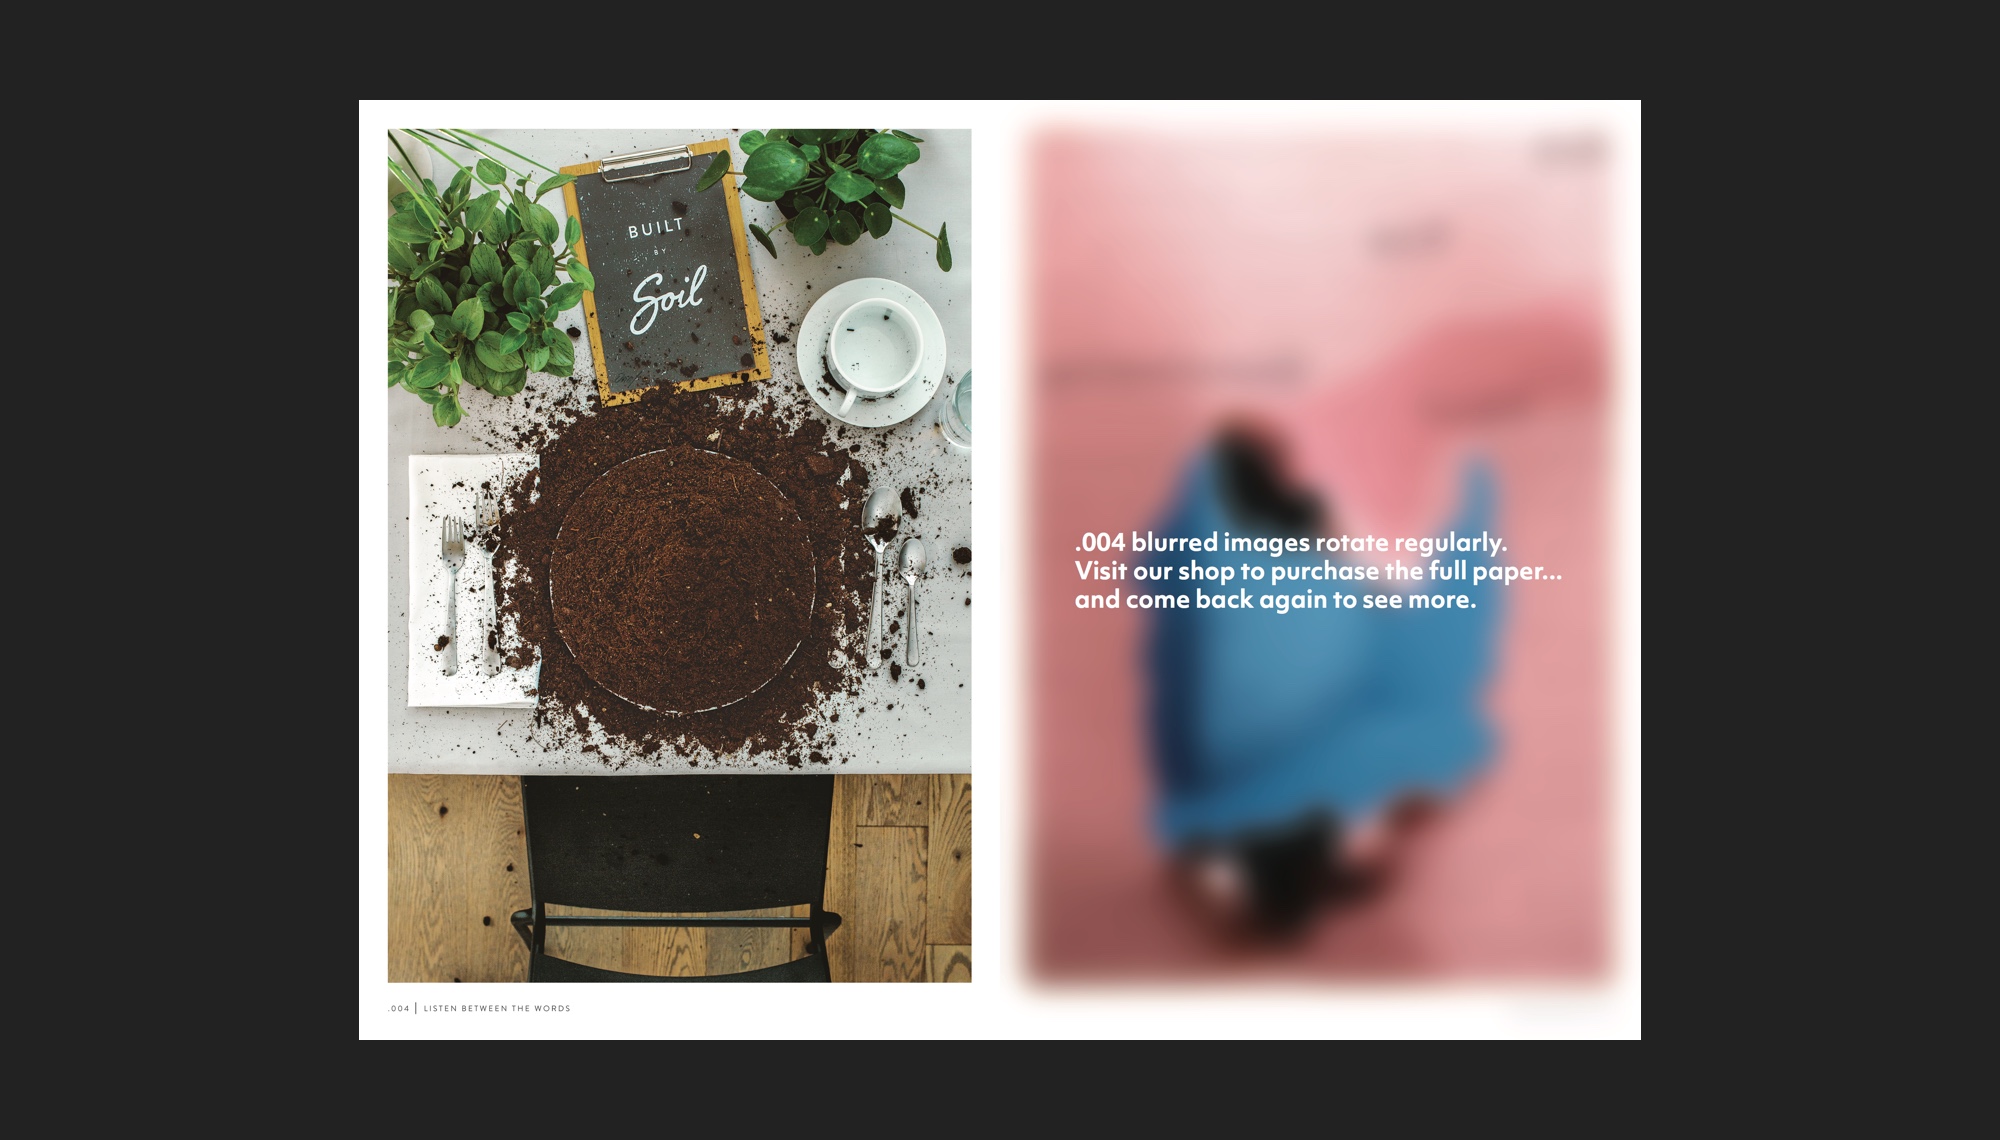 BUILT
BY
Soil
.004 | LISTEN BETWEEN THE WORDS
.004 blurred images rotate regularly.
Visit our shop to purchase the full paper...
and come back again to see more.